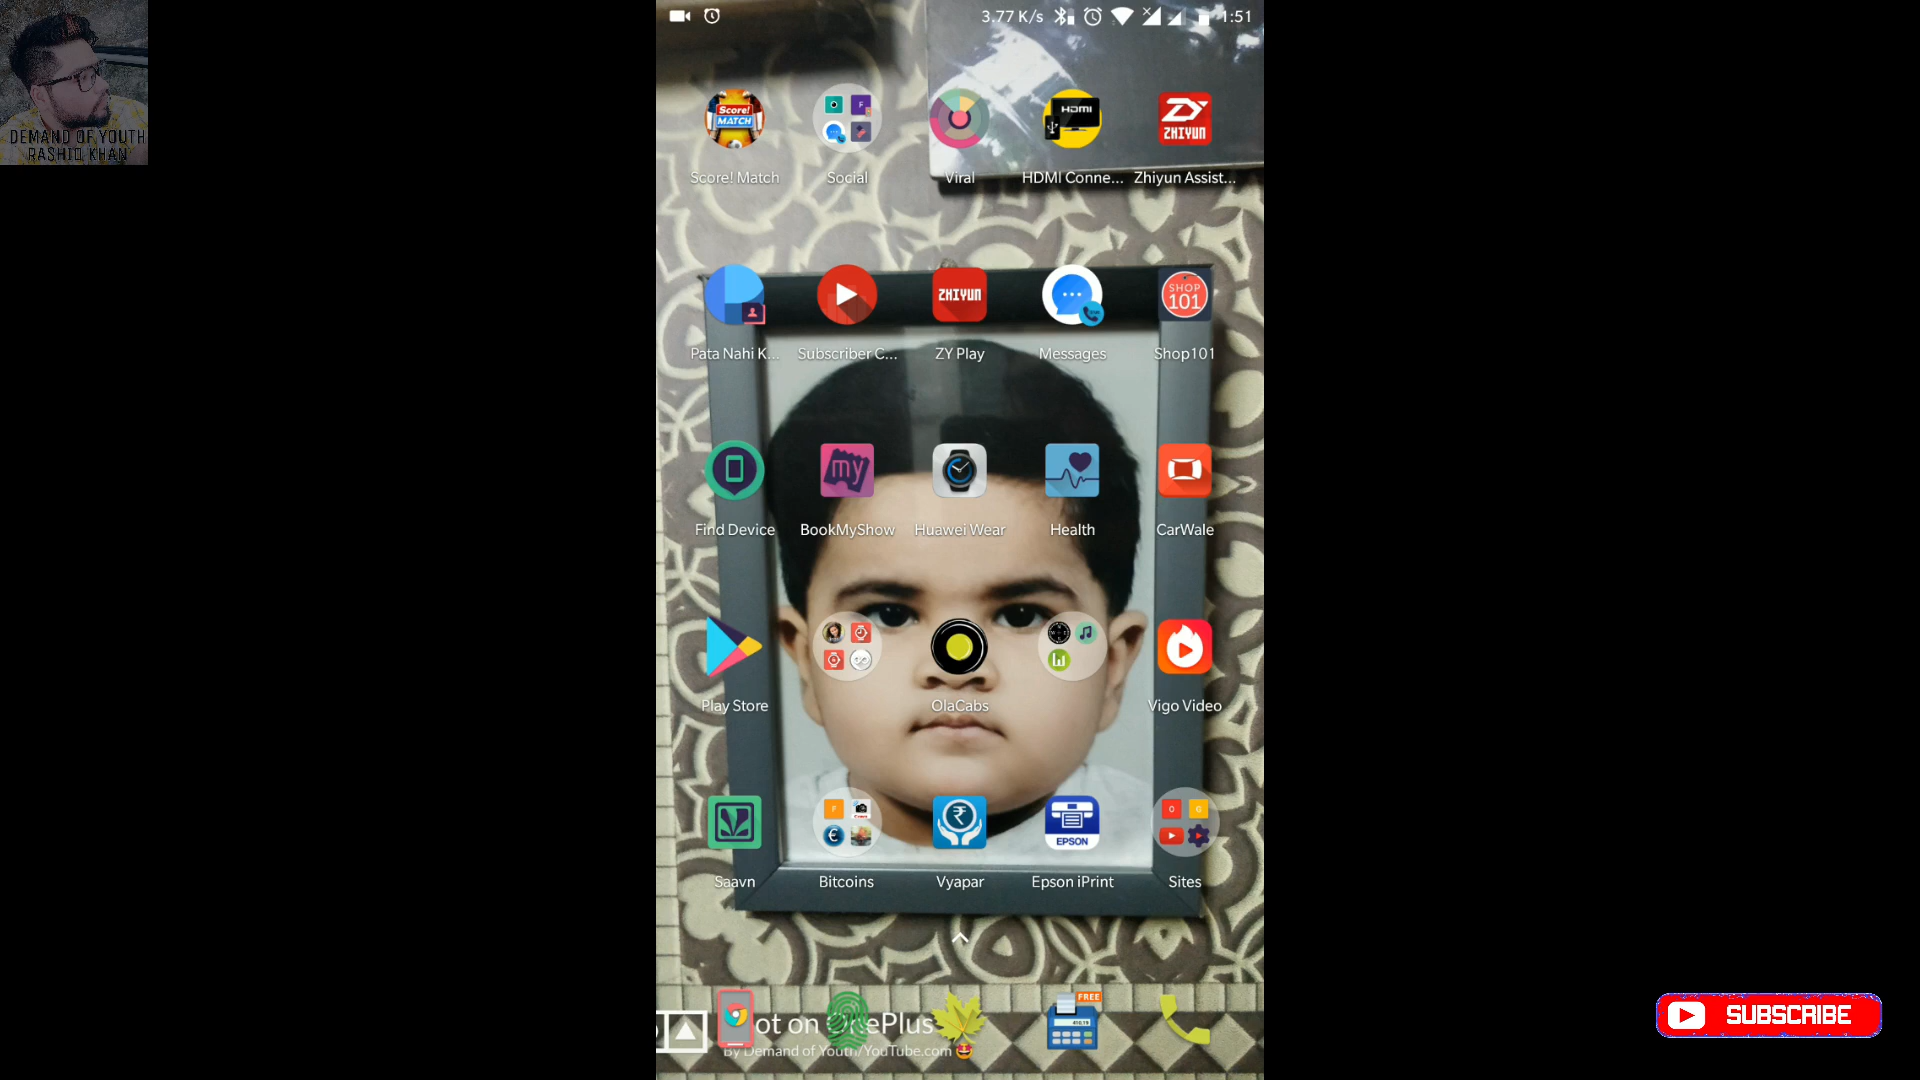 3.77 K/s 1:51
DEMAND OF YOUTH
RASHID KHAN
Score! MATCH
F
HDMI
ZHIYUN
Score! Match Social Viral HDMI Conne... Zhiyun Assist...
ZHIYUN
SHOP 101
Pata Nahi K... Subscriber C... ZY Play Messages Shop101
my
Find Device BookMyShow Huawei Wear Health CarWale
Play Store OlaCabs Vigo Video
F
EPSON
O G
Saavn Bitcoins Vyapar Epson iPrint Sites
FREE
ot on
ePlus
By Demand of Youth/YouTube.com
SUBSCRIBE